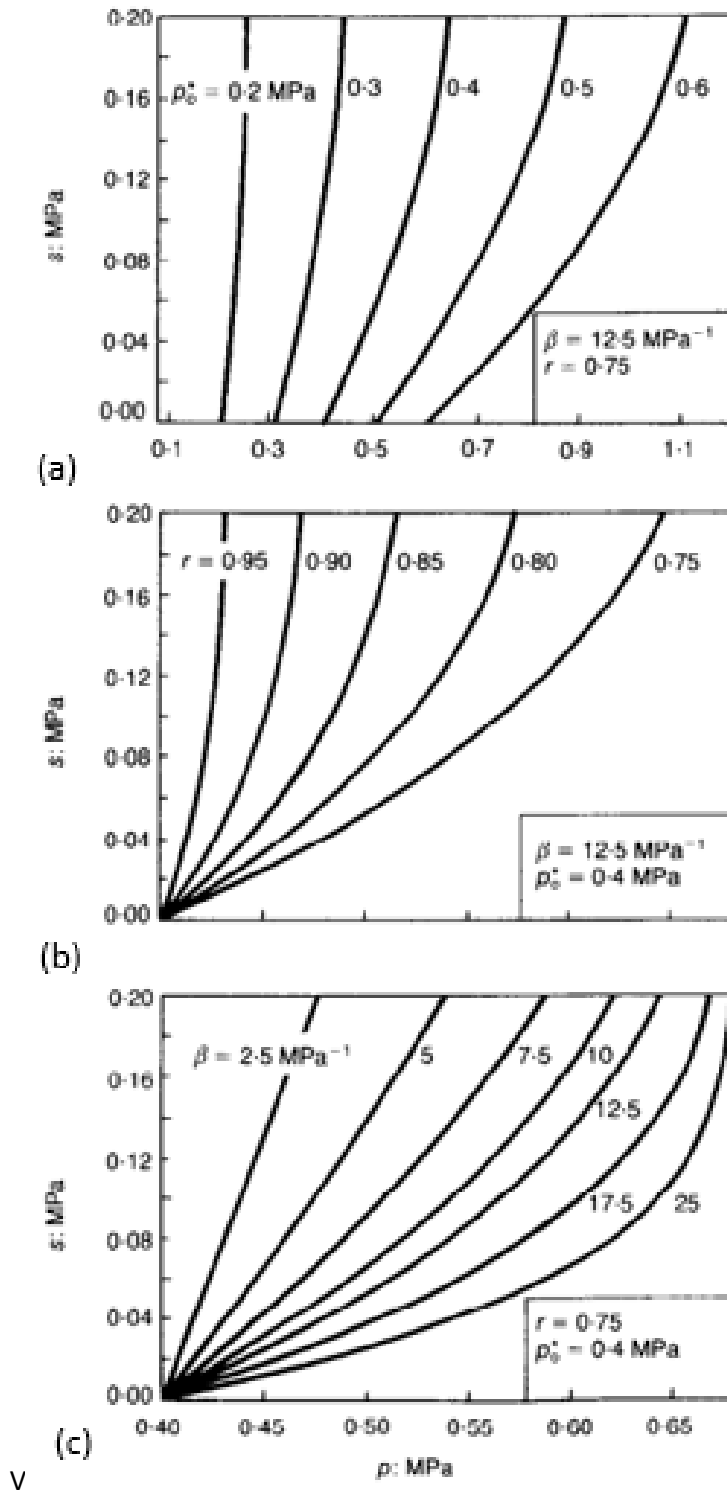 0·20
0·16
0·12
0·08
0·04
0·00
s: MPa
p₀* = 0·2 MPa
0·3
0·4
0·5
0·6
β = 12·5 MPa⁻¹
r = 0·75
0·1
0·3
0·5
0·7
0·9
1·1
(a)
0·20
0·16
0·12
0·08
0·04
0·00
s: MPa
r = 0·95
0·90
0·85
0·80
0·75
β = 12·5 MPa⁻¹
p₀* = 0·4 MPa
(b)
0·20
0·16
0·12
0·08
0·04
0·00
s: MPa
β = 2·5 MPa⁻¹
5
7·5
10
12·5
17·5
25
r = 0·75
p₀* = 0·4 MPa
0·40
0·45
0·50
0·55
0·60
0·65
(c)
p: MPa
v